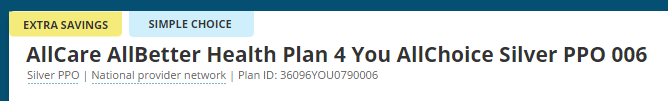 EXTRA SAVINGS SIMPLE CHOICE
AllCare AllBetter Health Plan 4 You AllChoice Silver PPO 006
Silver PPO | National provider network | Plan ID: 36096YOU0790006